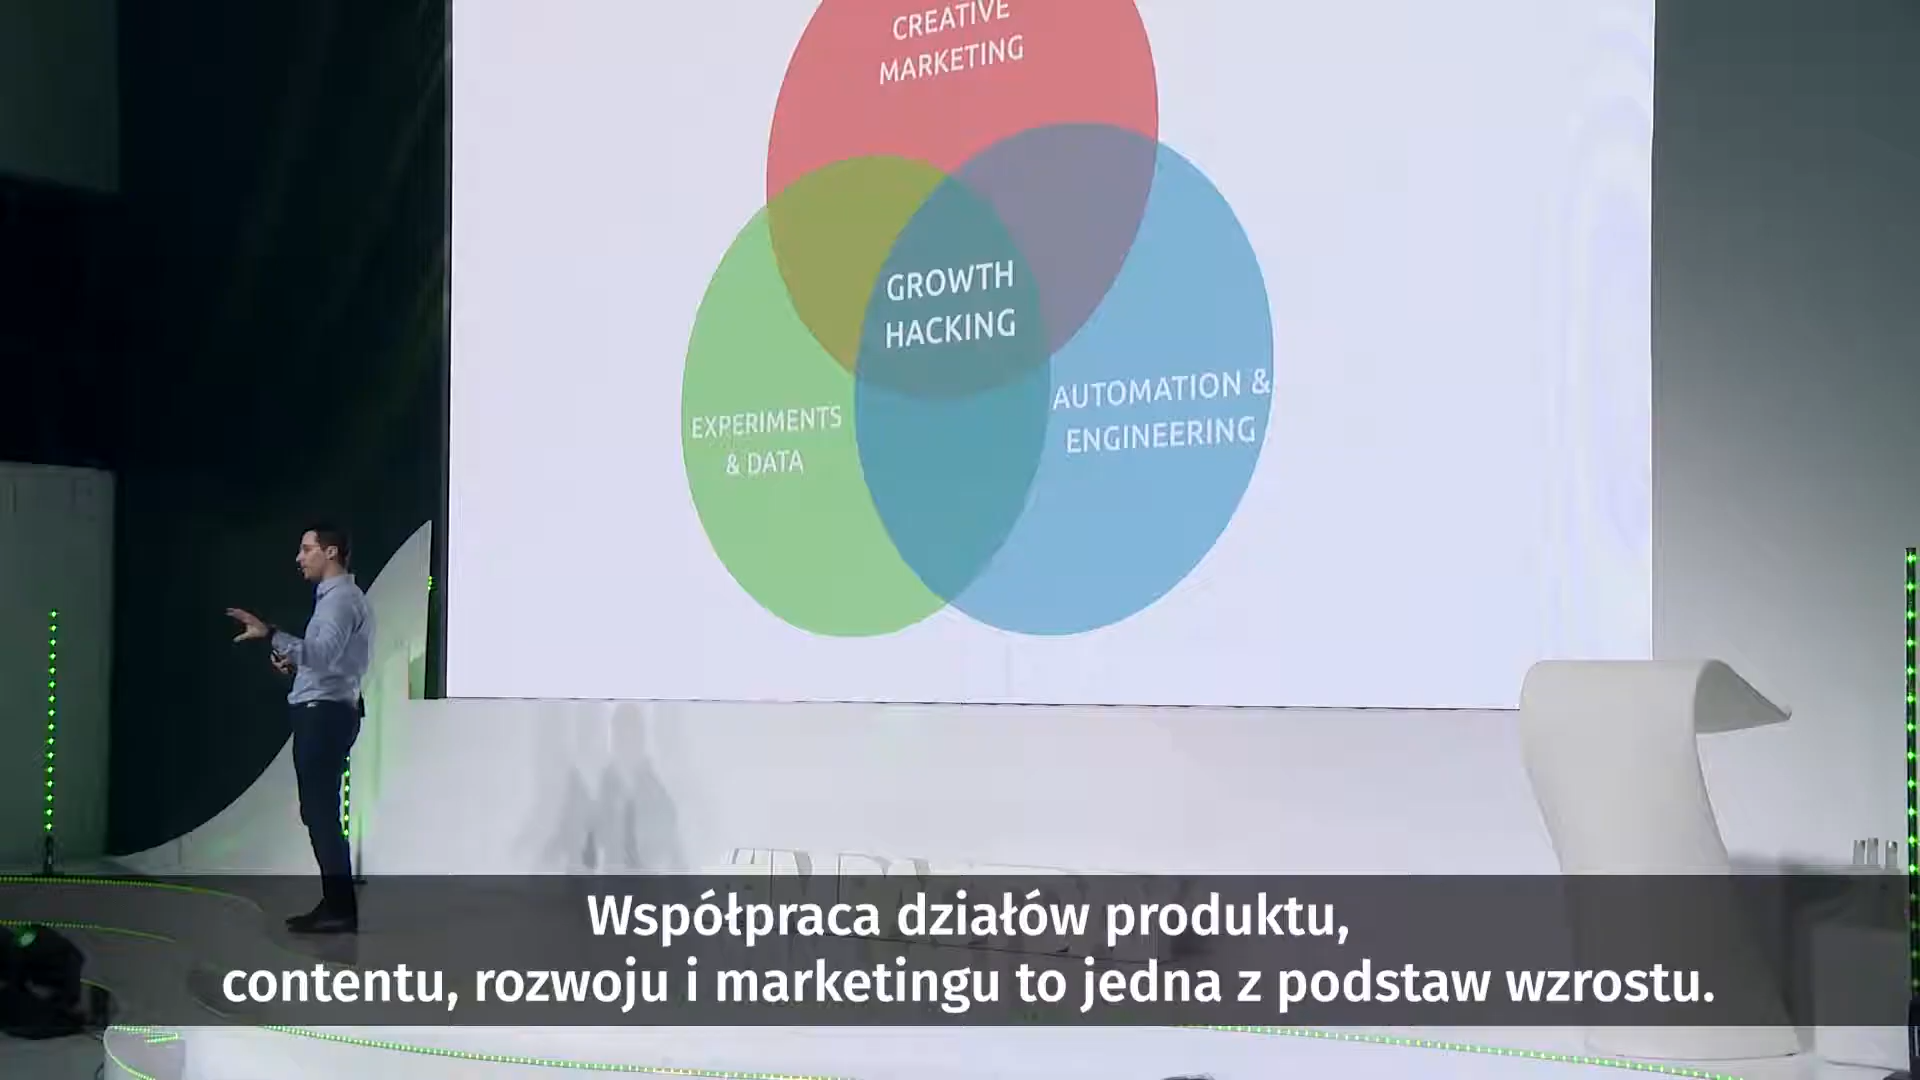 CREATIVE
MARKETING
GROWTH
HACKING
EXPERIMENTS
& DATA
AUTOMATION &
ENGINEERING
Współpraca działów produktu,
contentu, rozwoju i marketingu to jedna z podstaw wzrostu.